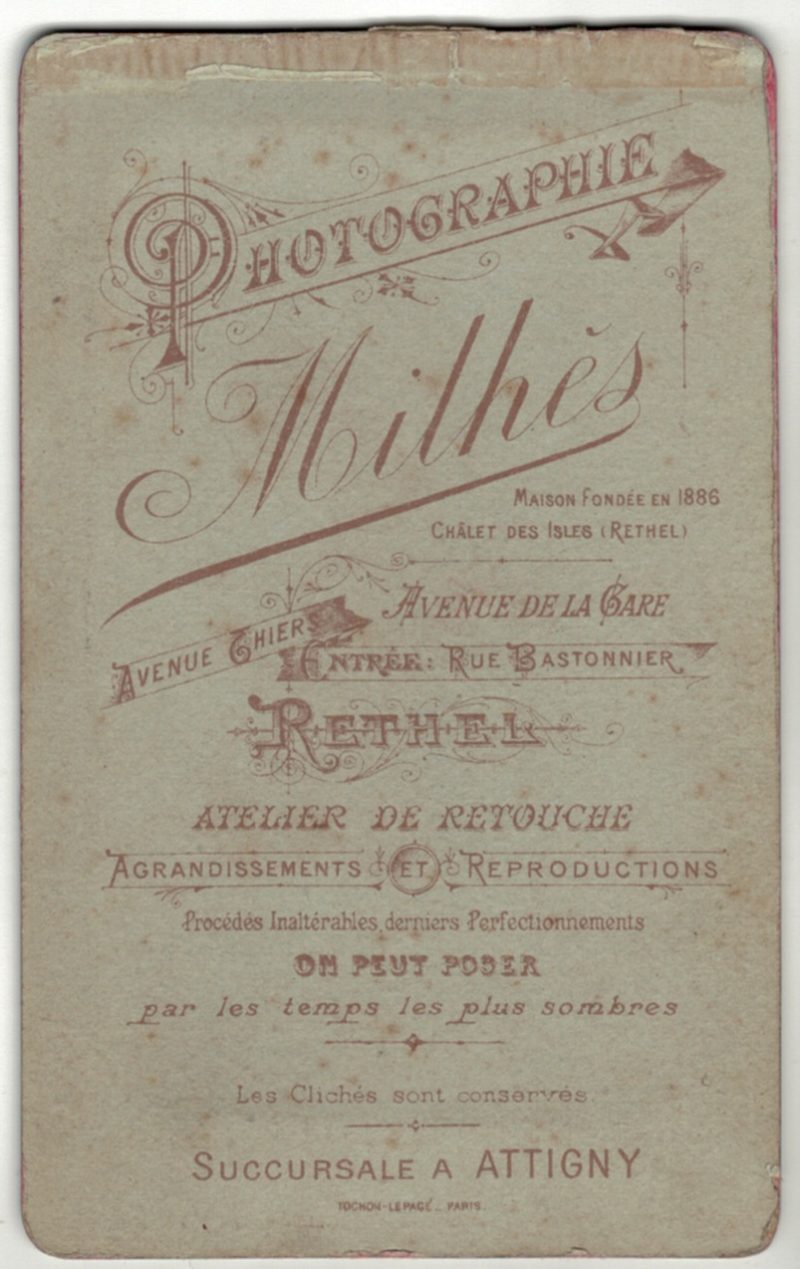 PHOTOGRAPHIE
Milhès
MAISON FONDÉE EN 1886
CHÂLET DES ISLES (RETHEL)
AVENUE DE LA GARE
AVENUE THIERS
ENTRÉE: RUE BASTONNIER
RETHEL
ATELIER DE RETOUCHE
AGRANDISSEMENTS ET REPRODUCTIONS
Procédés Inaltérables, derniers Perfectionnements
ON PEUT POSER
par les temps les plus sombres
Les Clichés sont conservés.
SUCCURSALE A ATTIGNY
TOCHON-LEPAGE _ PARIS.